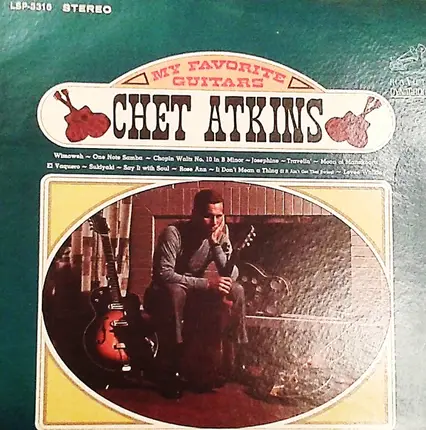 LSP-3316 STEREO
MY FAVORITE
GUITARS
RCA VICTOR
CHET ATKINS
Wimoweh ~ One Note Samba ~ Chopin Waltz No. 10 in B Minor ~ Josephine ~ Travelin' ~ Moon of Manakoora
El Vaquero ~ Sukiyaki ~ Say It with Soul ~ Rose Ann ~ It Don't Mean a Thing (If It Ain't Got That Swing)